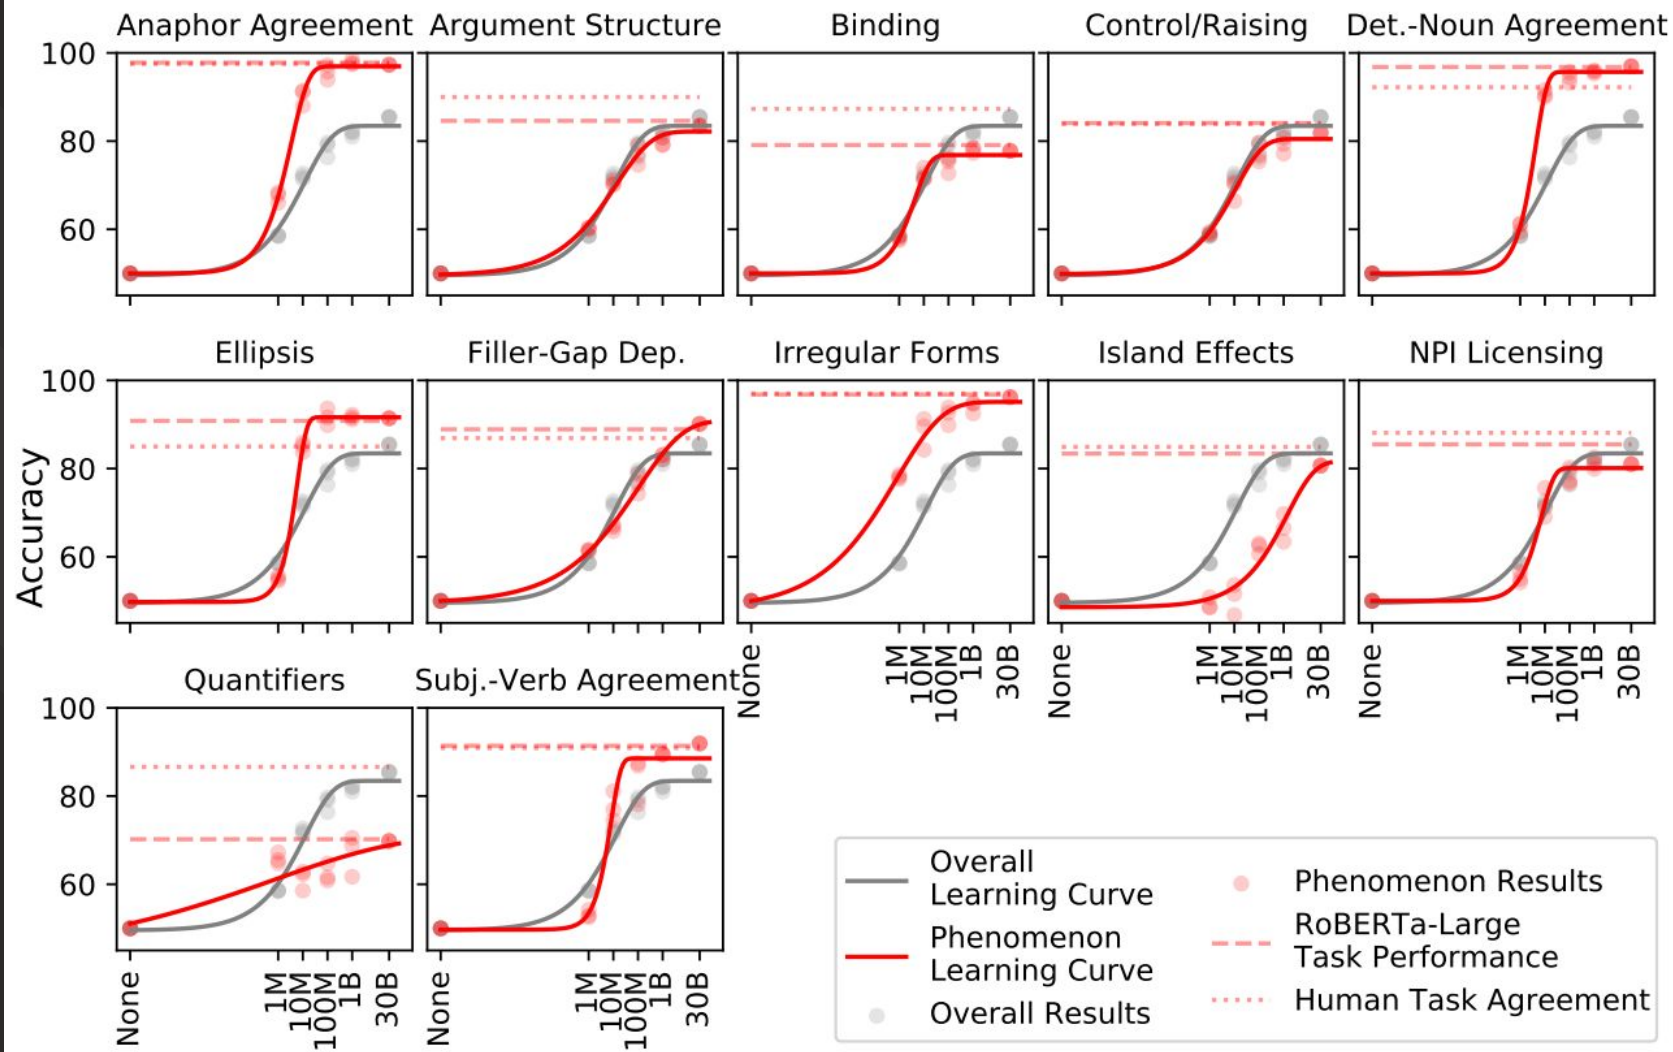 Anaphor Agreement
Argument Structure
Binding
Control/Raising
Det.-Noun Agreement
100
80
60
Ellipsis
Filler-Gap Dep.
Irregular Forms
Island Effects
NPI Licensing
100
80
60
Accuracy
None
1M
10M
100M
1B
30B
None
1M
10M
100M
1B
30B
None
1M
10M
100M
1B
30B
Quantifiers
Subj.-Verb Agreement
100
80
60
None
1M
10M
100M
1B
30B
None
1M
10M
100M
1B
30B
Overall
Learning Curve
Phenomenon
Learning Curve
Overall Results
Phenomenon Results
RoBERTa-Large
Task Performance
Human Task Agreement